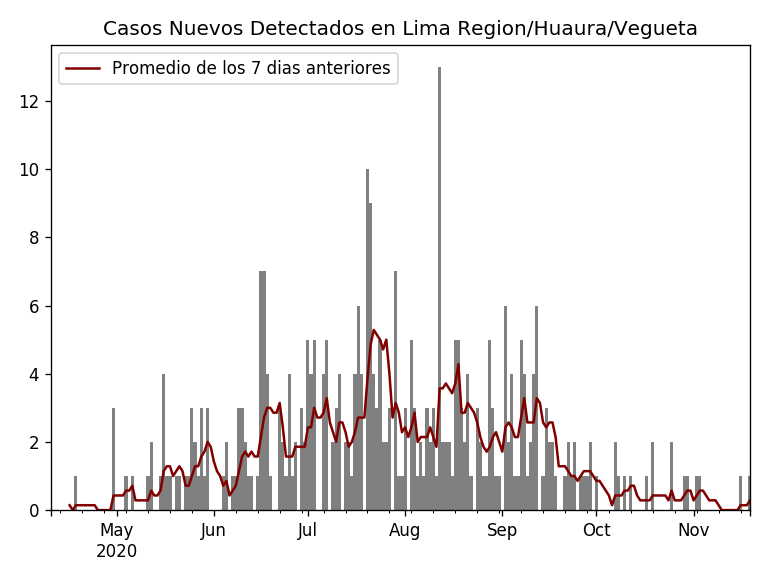 Casos Nuevos Detectados en Lima Region/Huaura/Vegueta
Promedio de los 7 dias anteriores
12
10
8
6
4
2
0
May Jun Jul Aug Sep Oct Nov
2020